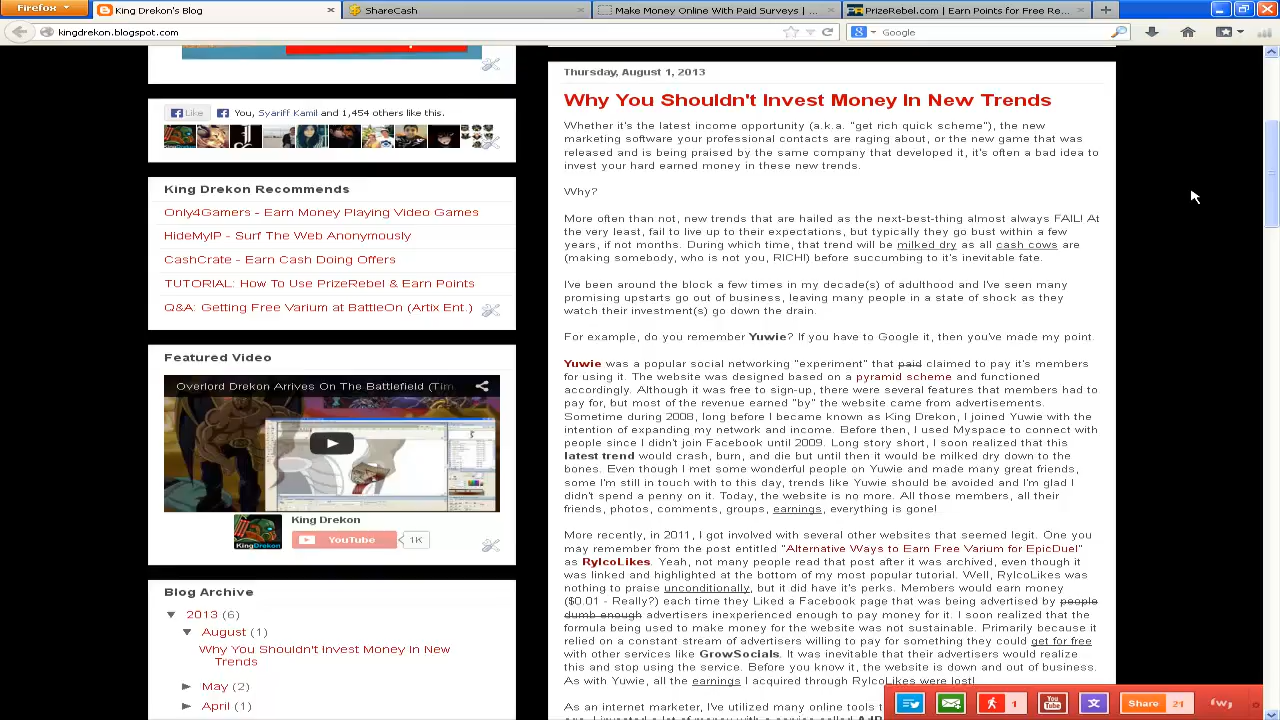 Firefox
King Drekon's Blog
ShareCash
Make Money Online With Paid Surveys | ...
PrizeRebel.com | Earn Points for Free Re...
kingdrekon.blogspot.com
Google
Like
You, Syariff Kamil and 1,454 others like this.
King Drekon Recommends
Only4Gamers - Earn Money Playing Video Games
HideMyIP - Surf The Web Anonymously
CashCrate - Earn Cash Doing Offers
TUTORIAL: How To Use PrizeRebel & Earn Points
Q&A: Getting Free Varium at BattleOn (Artix Ent.)
Featured Video
Overlord Drekon Arrives On The Battlefield (Tim...
King Drekon
YouTube
1K
Blog Archive
2013 (6)
August (1)
Why You Shouldn't Invest Money In New
Trends
May (2)
April (1)
Thursday, August 1, 2013
Why You Shouldn't Invest Money In New Trends
Whether it's the latest income opportunity (a.k.a. "get rich quick scheme"), the new
marketing software your professional contacts are raging about, or the new game that was
released and is being praised by the same company that developed it, it's often a bad idea to
invest your hard earned money in these new trends.
Why?
More often than not, new trends that are hailed as the next-best-thing almost always FAIL! At
the very least, fail to live up to their expectations, but typically they go bust within a few
years, if not months. During which time, that trend will be milked dry as all cash cows are
(making somebody, who is not you, RICH!) before succumbing to it's inevitable fate.
I've been around the block a few times in my decade(s) of adulthood and I've seen many
promising upstarts go out of business, leaving many people in a state of shock as they
watch their investment(s) go down the drain.
For example, do you remember Yuwie? If you have to Google it, then you've made my point.
Yuwie was a popular social networking "experiment" that paid claimed to pay it's members
for using it. The website was designed based on a pyramid scheme and functioned
accordingly. Although it was free to sign-up, there were several features that members had to
pay for, but most of the revenue earned "by" the website came from advertisements.
Sometime during 2008, long before I became known as King Drekon, I joined Yuwie with the
intention of expanding my network and income. Before then, I used Myspace to connect with
people since I didn't join Facebook until 2009. Long story short, I soon realized that this
latest trend would crash, burn, and die but until then it would be milked dry down to the
bones. Even though I met some wonderful people on Yuwie and made many great friends,
some I'm still in touch with to this day, trends like Yuwie should be avoided and I'm glad I
didn't spend a penny on it. Today, the website is no more. All those members, all their
friends, photos, comments, groups, earnings, everything is gone!
More recently, in 2011, I got involved with several other websites that seemed legit. One you
may remember from the post entitled "Alternative Ways to Earn Free Varium for EpicDuel"
as RylcoLikes. Yeah, not many people read that post after it was archived, even though it
was linked and highlighted at the bottom of my most popular tutorial. Well, RylcoLikes was
nothing to praise unconditionally, but it did have it's perks. Members would earn money
($0.01 - Really?) each time they Liked a Facebook page that was being advertised by people
dumb enough advertisers inexperienced enough to pay money for it. I soon realized that the
formula being used to make money for the website was not sustainable. Primarily because it
relied on a constant stream of advertisers willing to pay for something they could get for free
with other services like GrowSocials. It was inevitable that their advertisers would realize
this and stop using the service. Before you know it, the website is down and out of business.
As with Yuwie, all the earnings I acquired through RylcoLikes were lost!
As an internet marketer, I've utilized many online tools
1
You Tube
Share 21